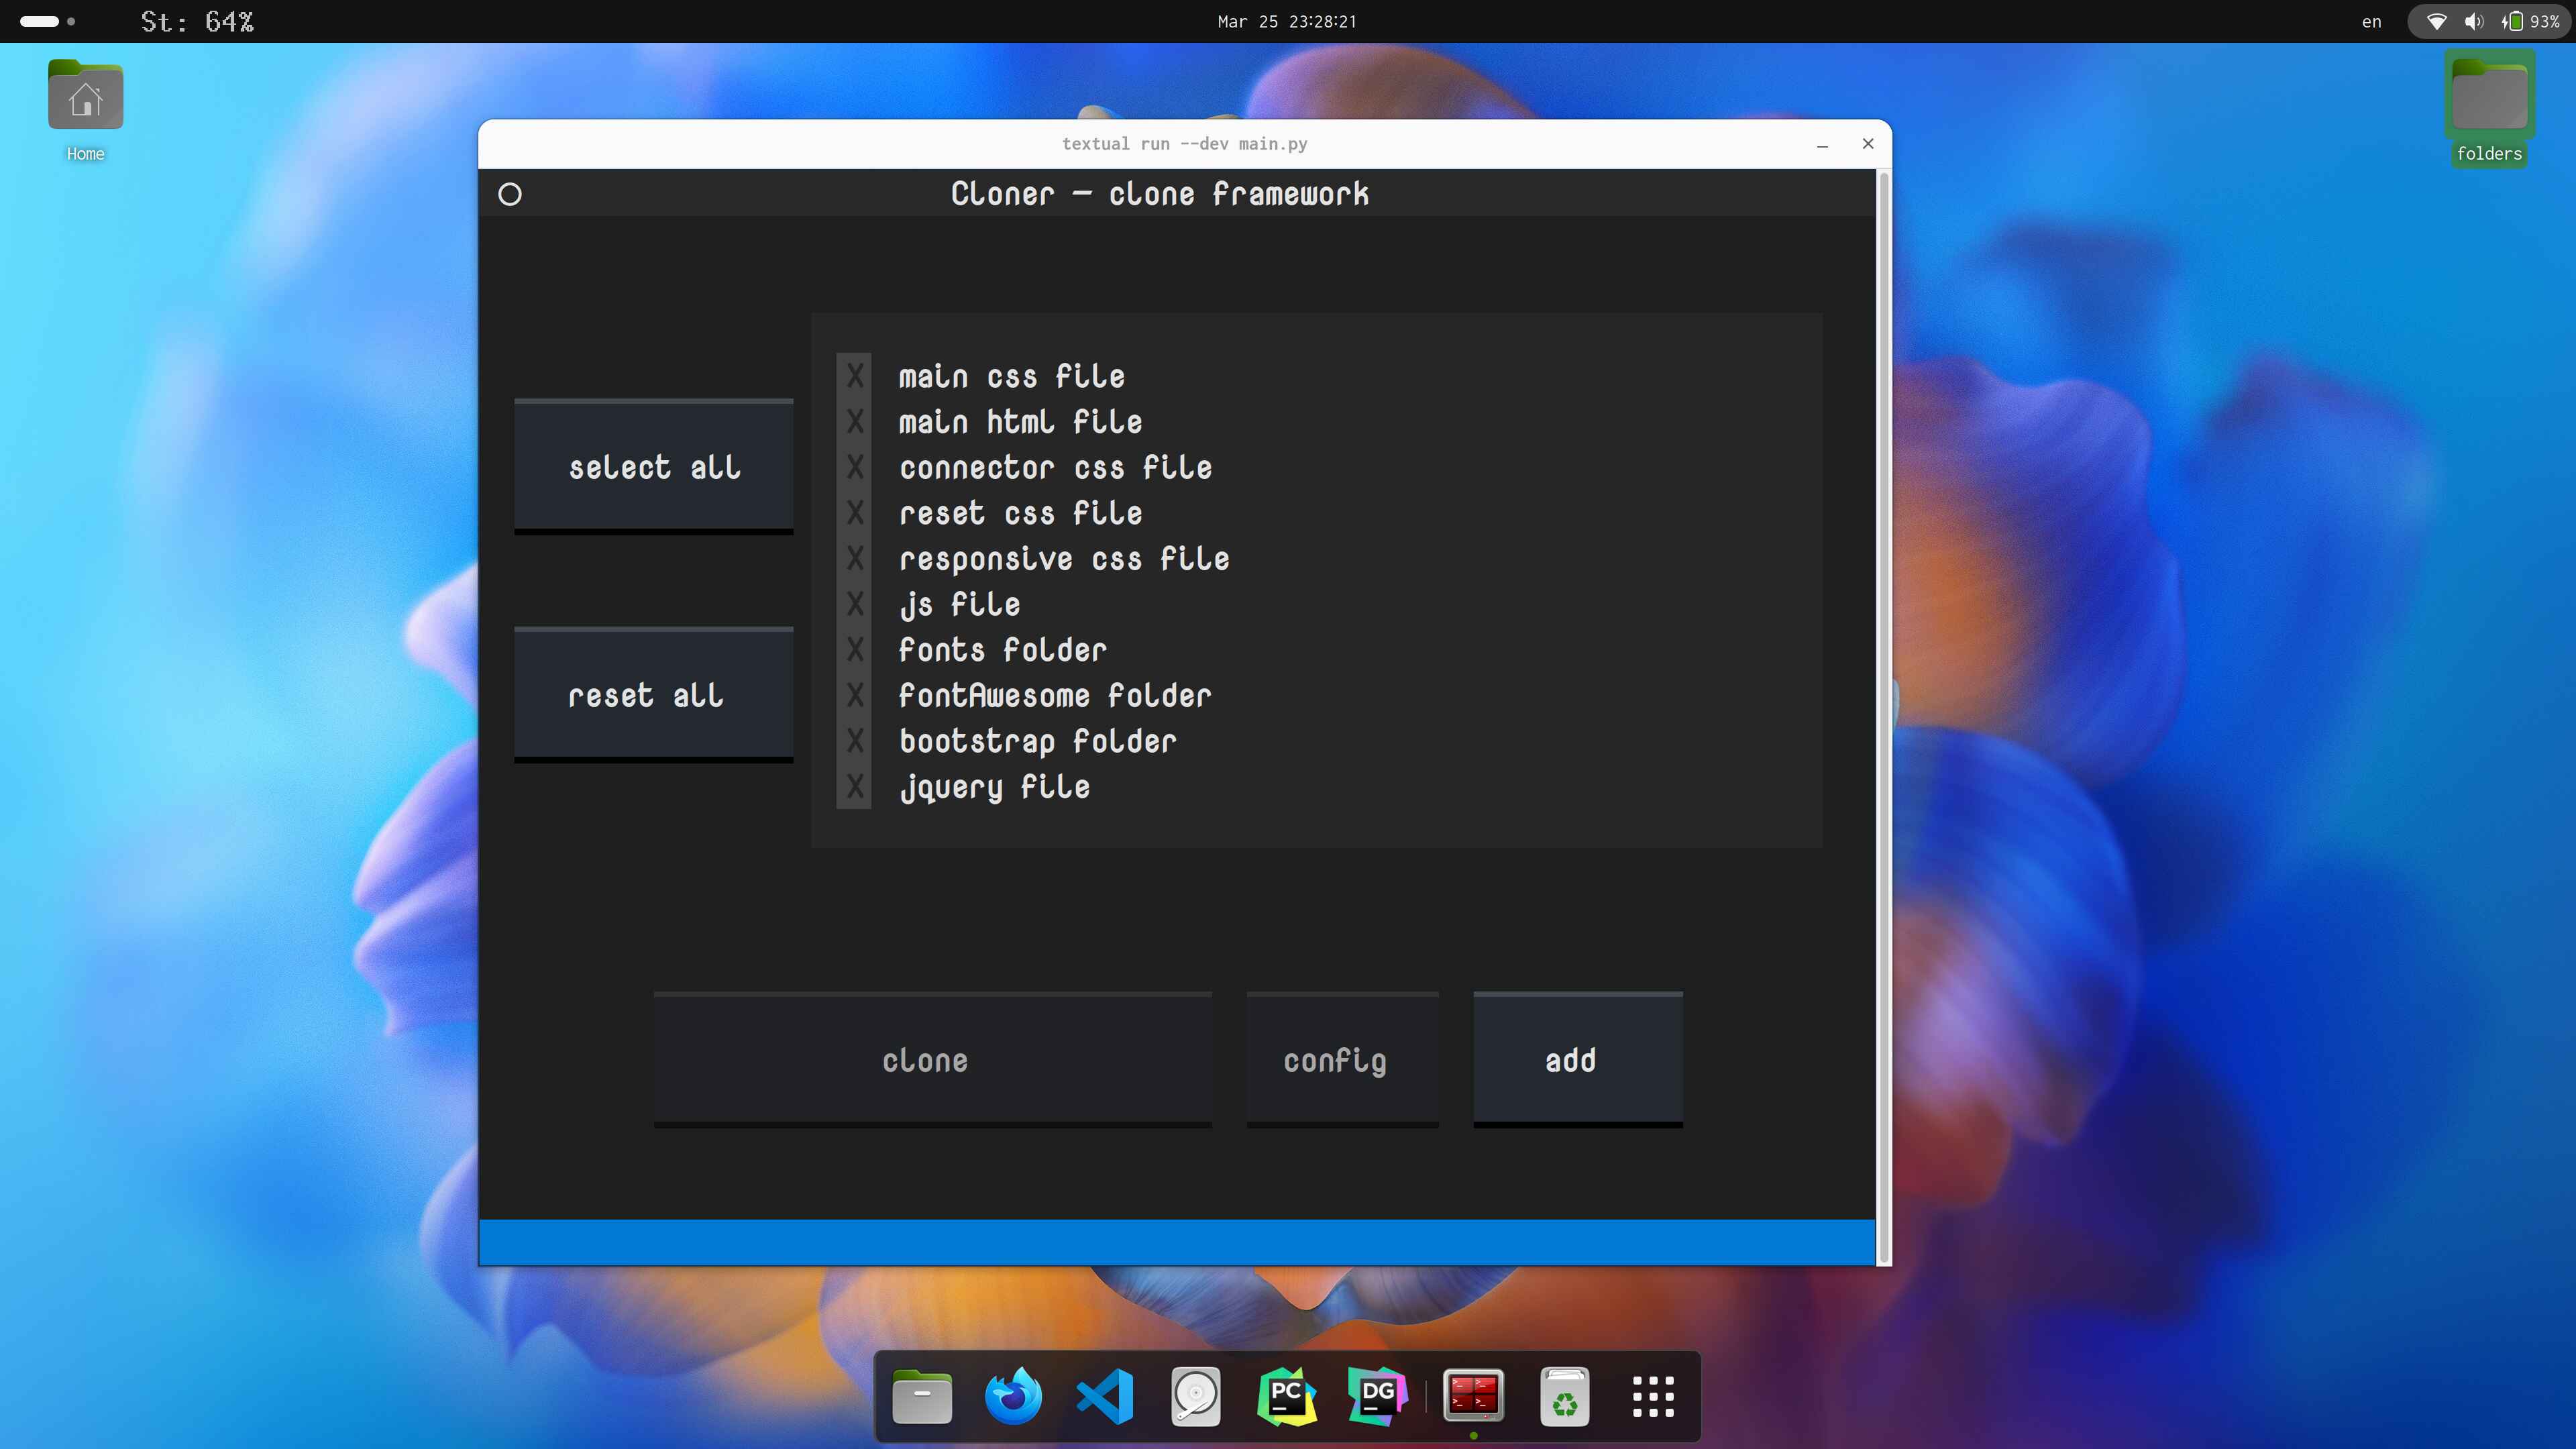 St: 64%
Mar 25 23:28:21
en
93%
Home
folders
textual run --dev main.py
Cloner — clone framework
select all
reset all
X main css file
X main html file
X connector css file
X reset css file
X responsive css file
X js file
X fonts folder
X fontAwesome folder
X bootstrap folder
X jquery file
clone
config
add
PC
DG